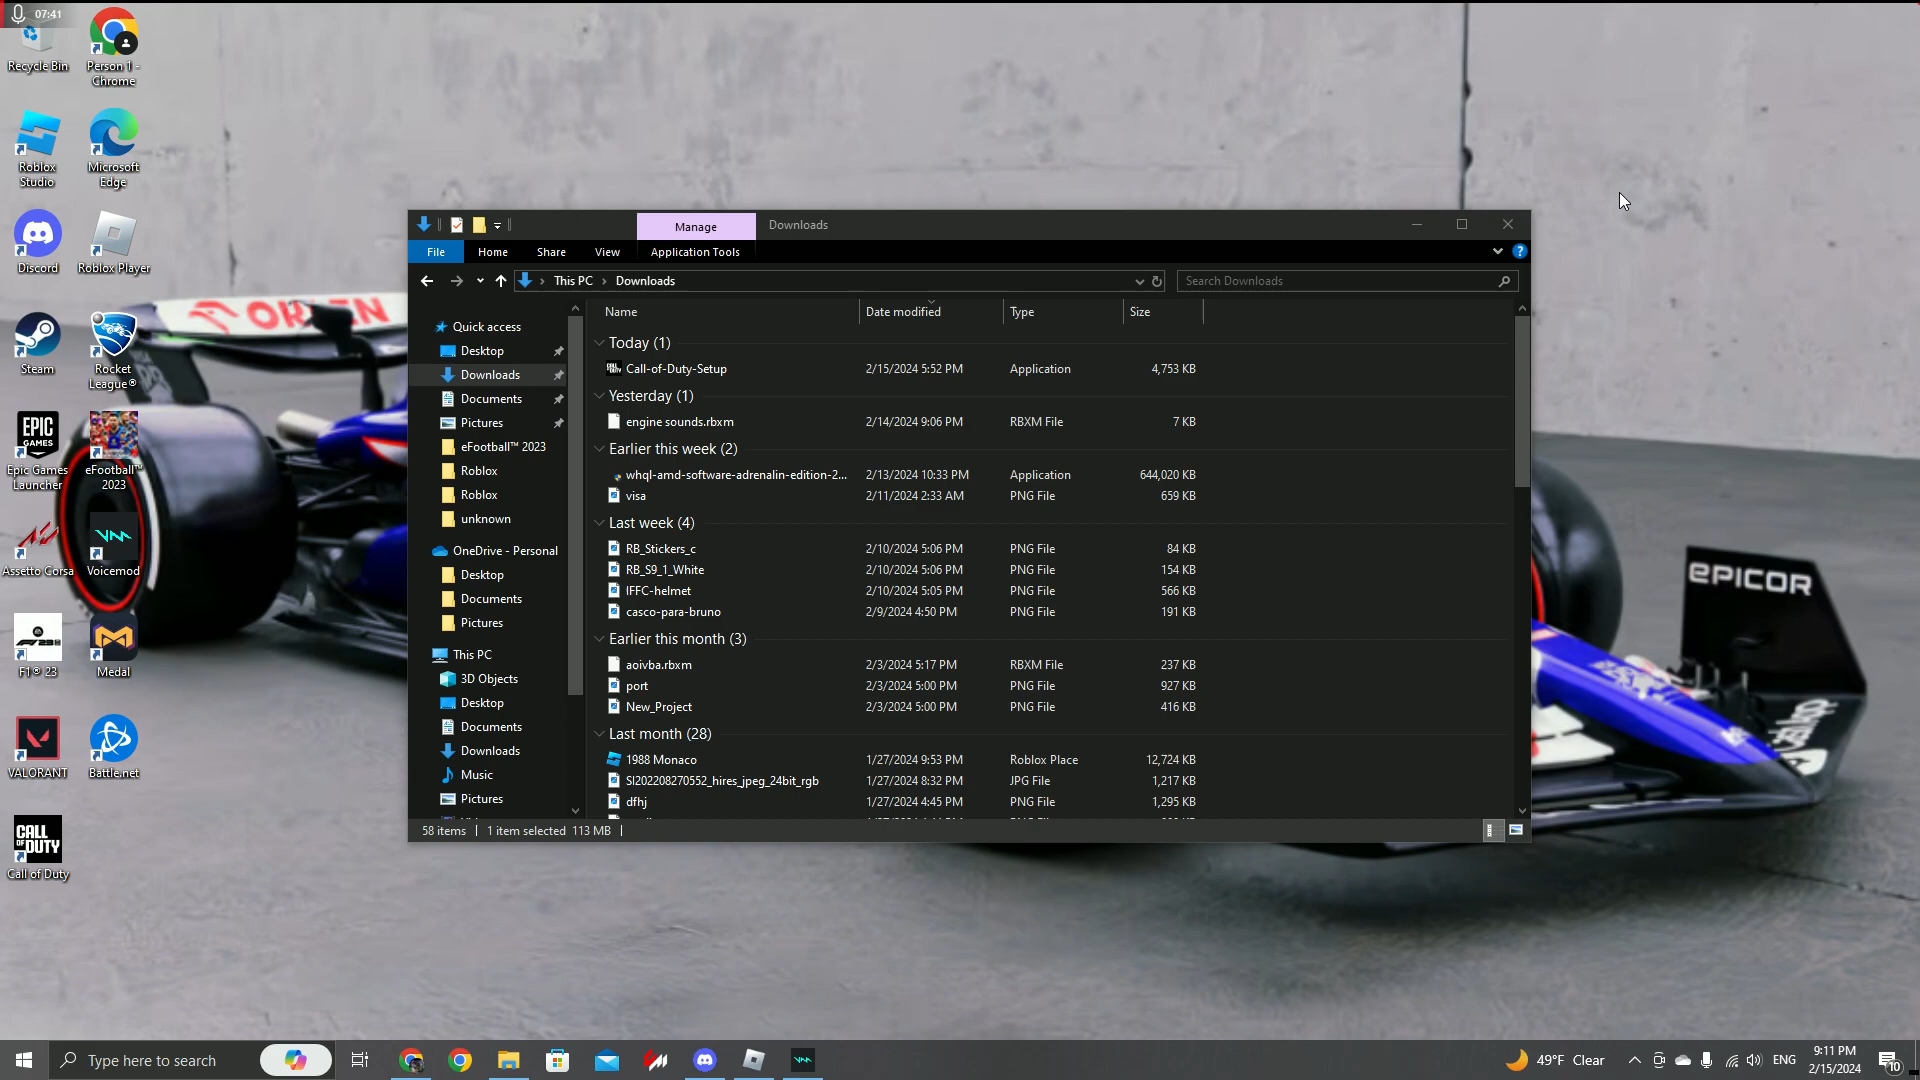 07:41
Recycle Bin
Person 1 - Chrome
Roblox Studio
Microsoft Edge
Discord
Roblox Player
Steam
Rocket League®
EPIC GAMES
Epic Games Launcher
eFootball™ 2023
Assetto Corsa
Voicemod
F1® 23
Medal
VALORANT
Battle.net
CALL OF DUTY
Call of Duty
ORLEN
EPICOR
Manage
Downloads
File
Home
Share
View
Application Tools
This PC
Downloads
Search Downloads
Quick access
Desktop
Downloads
Documents
Pictures
eFootball™ 2023
Roblox
Roblox
unknown
OneDrive - Personal
Desktop
Documents
Pictures
This PC
3D Objects
Desktop
Documents
Downloads
Music
Pictures
Name Date modified Type Size
Today (1)
Call-of-Duty-Setup 2/15/2024 5:52 PM Application 4,753 KB
Yesterday (1)
engine sounds.rbxm 2/14/2024 9:06 PM RBXM File 7 KB
Earlier this week (2)
whql-amd-software-adrenalin-edition-2... 2/13/2024 10:33 PM Application 644,020 KB
visa 2/11/2024 2:33 AM PNG File 659 KB
Last week (4)
RB_Stickers_c 2/10/2024 5:06 PM PNG File 84 KB
RB_S9_1_White 2/10/2024 5:06 PM PNG File 154 KB
IFFC-helmet 2/10/2024 5:05 PM PNG File 566 KB
casco-para-bruno 2/9/2024 4:50 PM PNG File 191 KB
Earlier this month (3)
aoivba.rbxm 2/3/2024 5:17 PM RBXM File 237 KB
port 2/3/2024 5:00 PM PNG File 927 KB
New_Project 2/3/2024 5:00 PM PNG File 416 KB
Last month (28)
1988 Monaco 1/27/2024 9:53 PM Roblox Place 12,724 KB
SI202208270552_hires_jpeg_24bit_rgb 1/27/2024 8:32 PM JPG File 1,217 KB
dfhj 1/27/2024 4:45 PM PNG File 1,295 KB
58 items 1 item selected 113 MB
Type here to search
49°F Clear
ENG
9:11 PM
2/15/2024
10